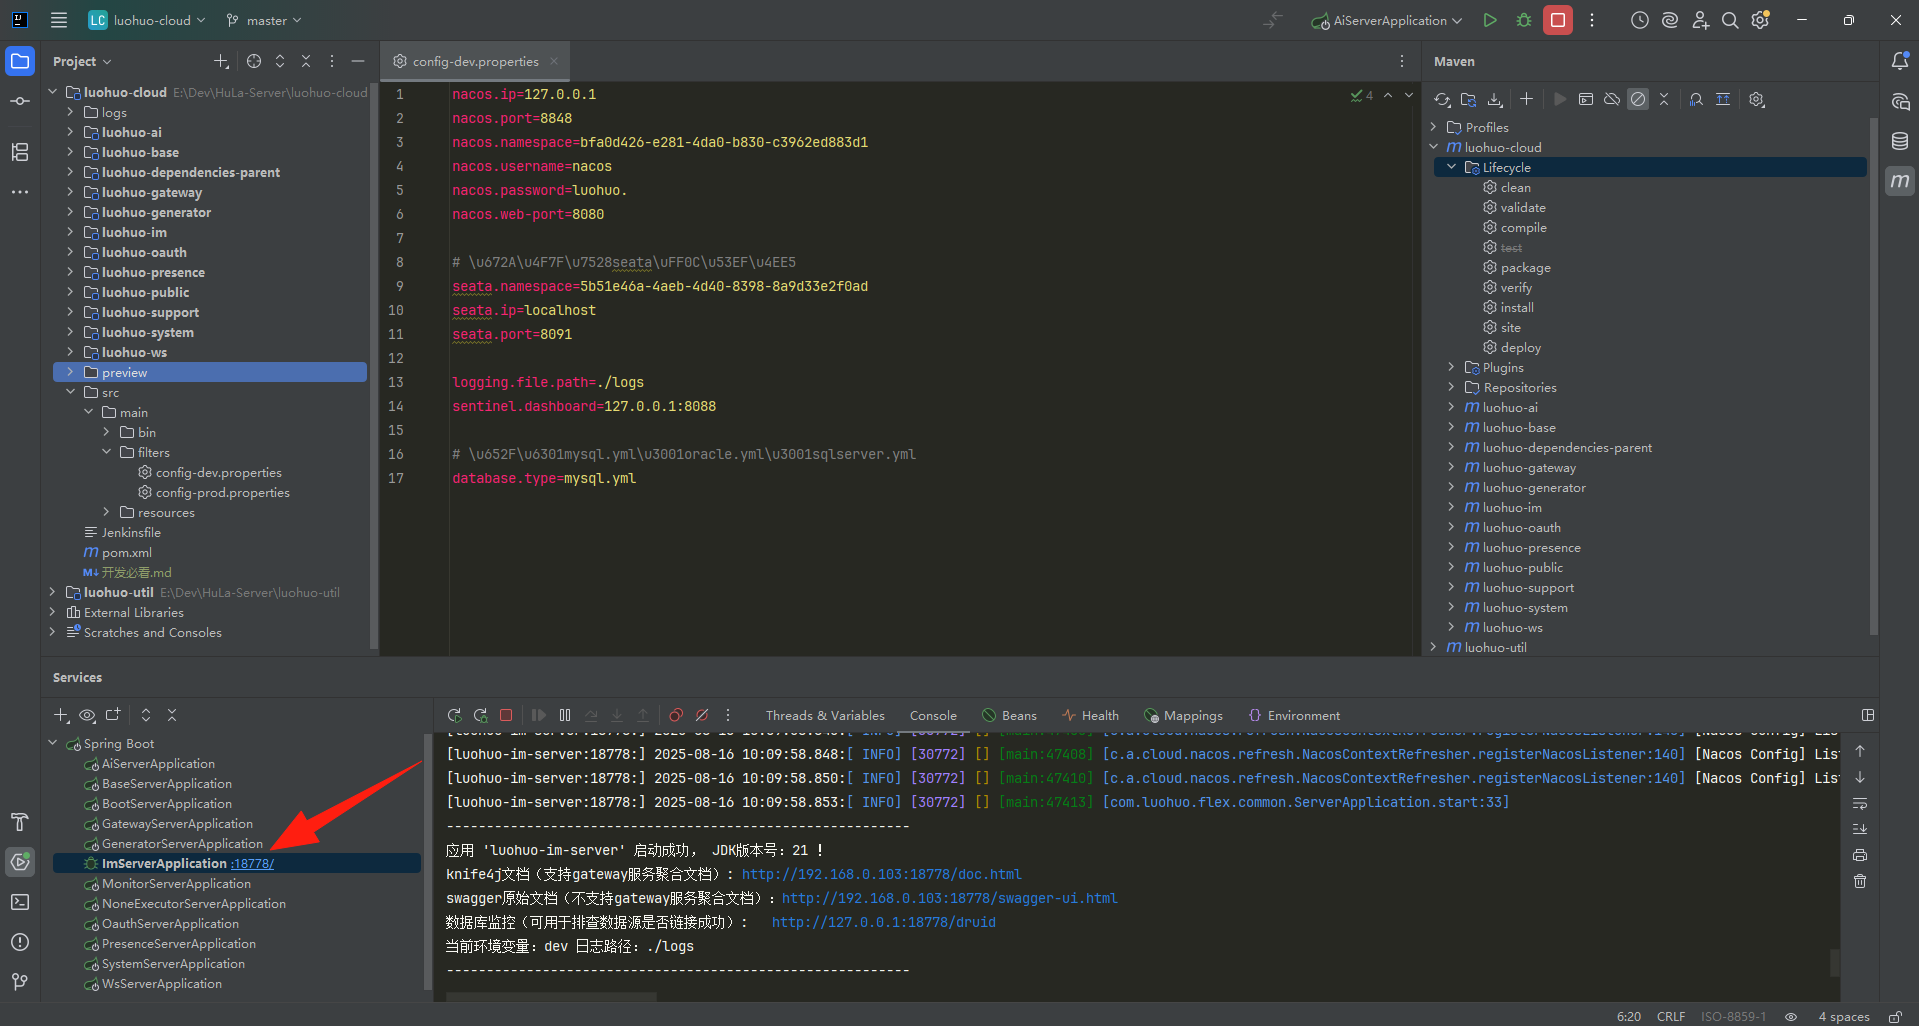 LC luohuo-cloud master AiServerApplication
Project
luohuo-cloud E:\Dev\HuLa-Server\luohuo-cloud
logs
luohuo-ai
luohuo-base
luohuo-dependencies-parent
luohuo-gateway
luohuo-generator
luohuo-im
luohuo-oauth
luohuo-presence
luohuo-public
luohuo-support
luohuo-system
luohuo-ws
preview
src
main
bin
filters
config-dev.properties
config-prod.properties
resources
Jenkinsfile
m pom.xml
M↓ 开发必看.md
luohuo-util E:\Dev\HuLa-Server\luohuo-util
External Libraries
Scratches and Consoles
config-dev.properties
4
1 nacos.ip=127.0.0.1
2 nacos.port=8848
3 nacos.namespace=bfa0d426-e281-4da0-b830-c3962ed883d1
4 nacos.username=nacos
5 nacos.password=luohuo.
6 nacos.web-port=8080
7
8 # \u672A\u4F7F\u7528seata\uFF0C\u53EF\u4EE5
9 seata.namespace=5b51e46a-4aeb-4d40-8398-8a9d33e2f0ad
10 seata.ip=localhost
11 seata.port=8091
12
13 logging.file.path=./logs
14 sentinel.dashboard=127.0.0.1:8088
15
16 # \u652F\u6301mysql.yml\u3001oracle.yml\u3001sqlserver.yml
17 database.type=mysql.yml
Maven
Profiles
m luohuo-cloud
Lifecycle
clean
validate
compile
test
package
verify
install
site
deploy
Plugins
Repositories
m luohuo-ai
m luohuo-base
m luohuo-dependencies-parent
m luohuo-gateway
m luohuo-generator
m luohuo-im
m luohuo-oauth
m luohuo-presence
m luohuo-public
m luohuo-support
m luohuo-system
m luohuo-ws
m luohuo-util
m
Services
Spring Boot
AiServerApplication
BaseServerApplication
BootServerApplication
GatewayServerApplication
GeneratorServerApplication
ImServerApplication :18778/
MonitorServerApplication
NoneExecutorServerApplication
OauthServerApplication
PresenceServerApplication
SystemServerApplication
WsServerApplication
Threads & Variables Console Beans Health Mappings Environment
[luohuo-im-server:18778:] 2025-08-16 10:09:58.848:[ INFO] [30772] [] [main:47408] [c.a.cloud.nacos.refresh.NacosContextRefresher.registerNacosListener:140] [Nacos Config] Lis
[luohuo-im-server:18778:] 2025-08-16 10:09:58.850:[ INFO] [30772] [] [main:47410] [c.a.cloud.nacos.refresh.NacosContextRefresher.registerNacosListener:140] [Nacos Config] Lis
[luohuo-im-server:18778:] 2025-08-16 10:09:58.853:[ INFO] [30772] [] [main:47413] [com.luohuo.flex.common.ServerApplication.start:33]
----------------------------------------------------------
应用 'luohuo-im-server' 启动成功, JDK版本号:21 !
knife4j文档(支持gateway服务聚合文档): http://192.168.0.103:18778/doc.html
swagger原始文档(不支持gateway服务聚合文档): http://192.168.0.103:18778/swagger-ui.html
数据库监控(可用于排查数据源是否链接成功): http://127.0.0.1:18778/druid
当前环境变量:dev 日志路径:./logs
----------------------------------------------------------
6:20 CRLF ISO-8859-1 4 spaces